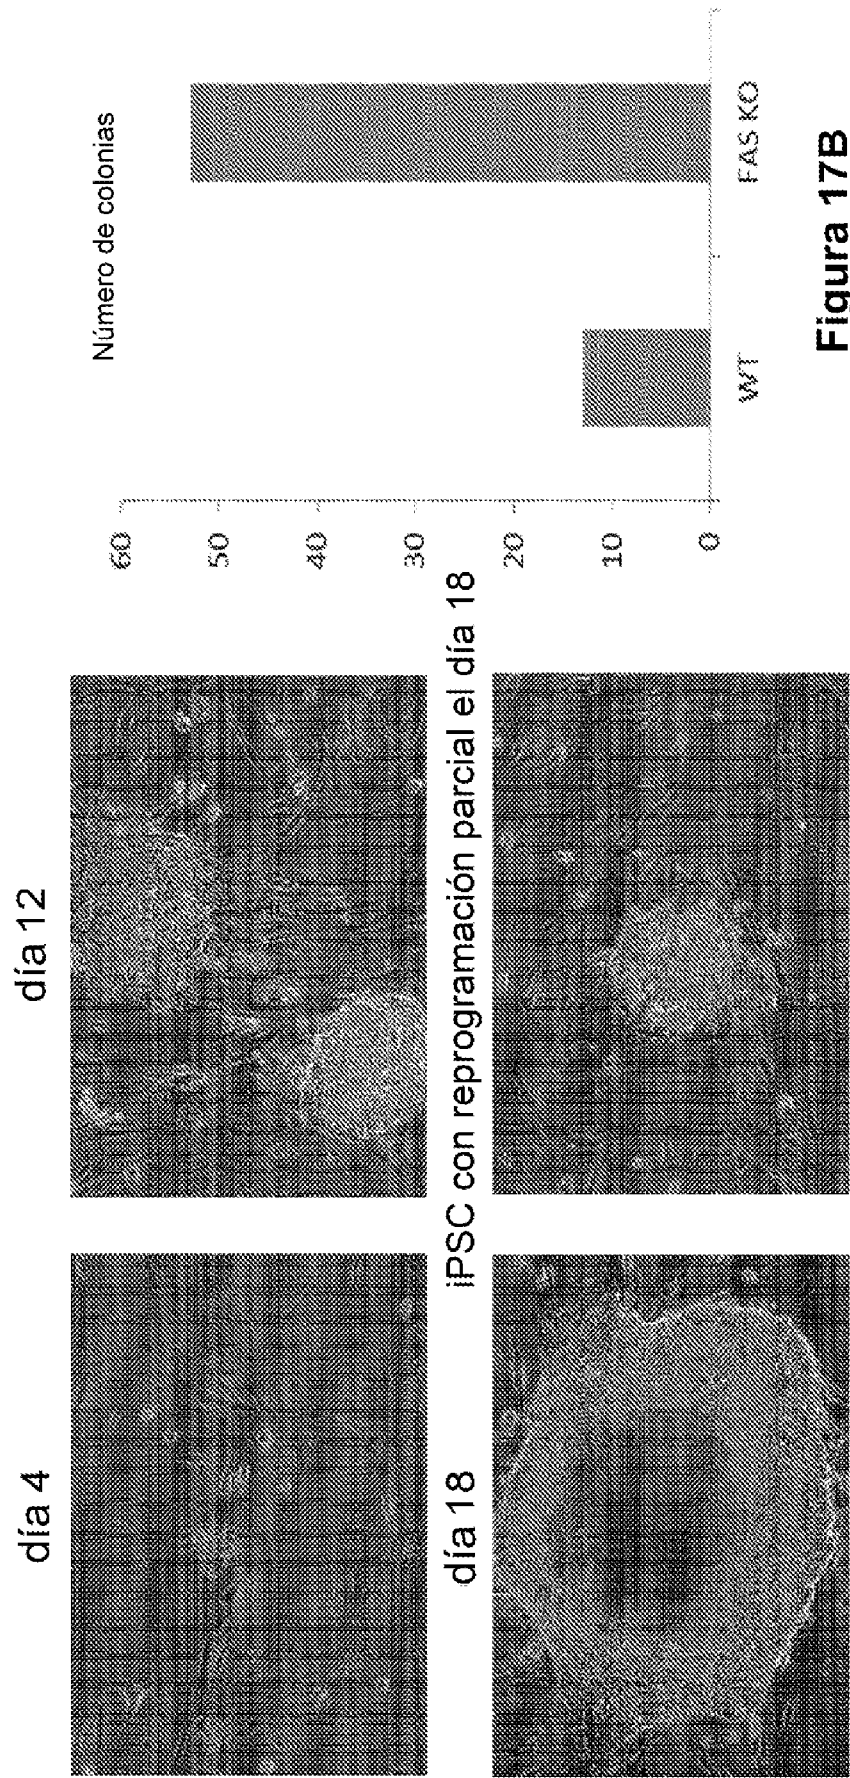 día 4
día 12
día 18
iPSC con reprogramación parcial el día 18
Número de colonias
60
50
40
30
20
10
0
WT
FAS KO
Figura 17B